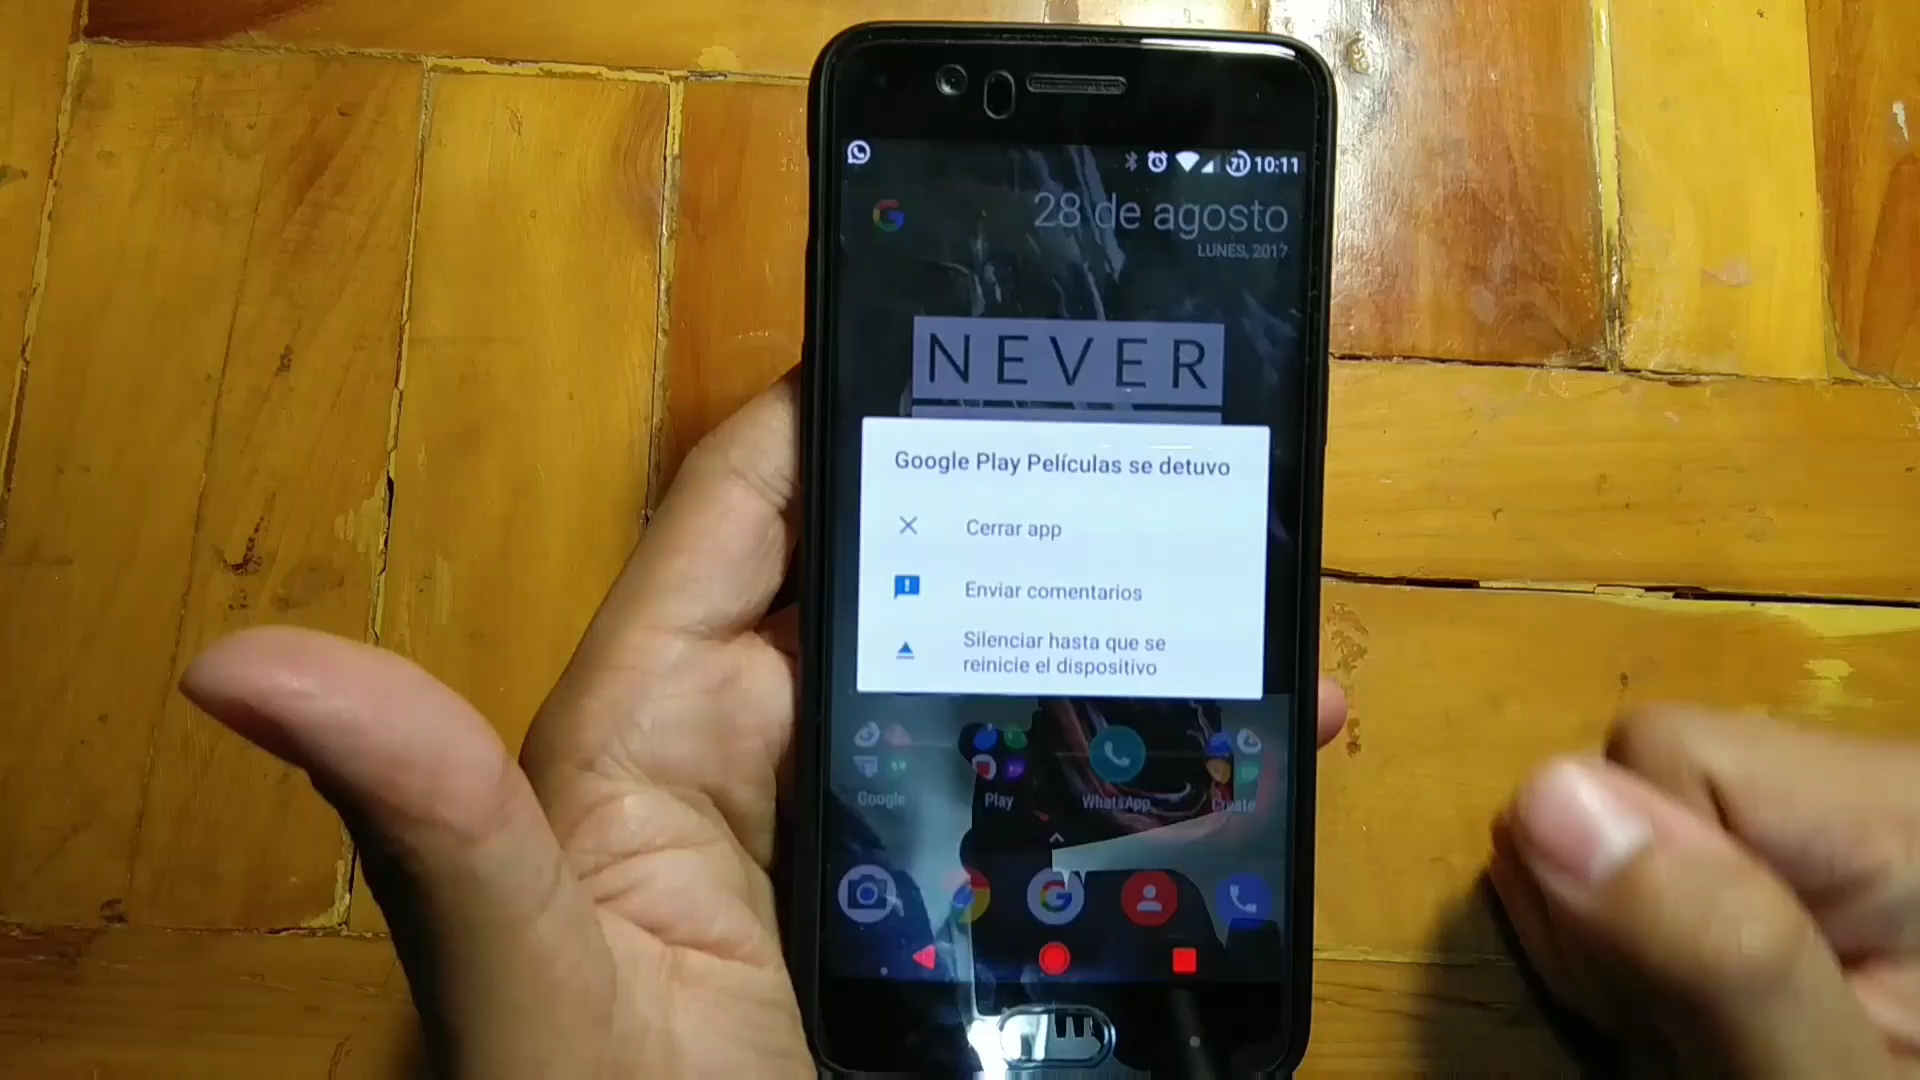 71 10:11
28 de agosto
LUNES, 2017
NEVER
Google Play Películas se detuvo
Cerrar app
Enviar comentarios
Silenciar hasta que se
reinicie el dispositivo
Google
Play
WhatsApp
Create